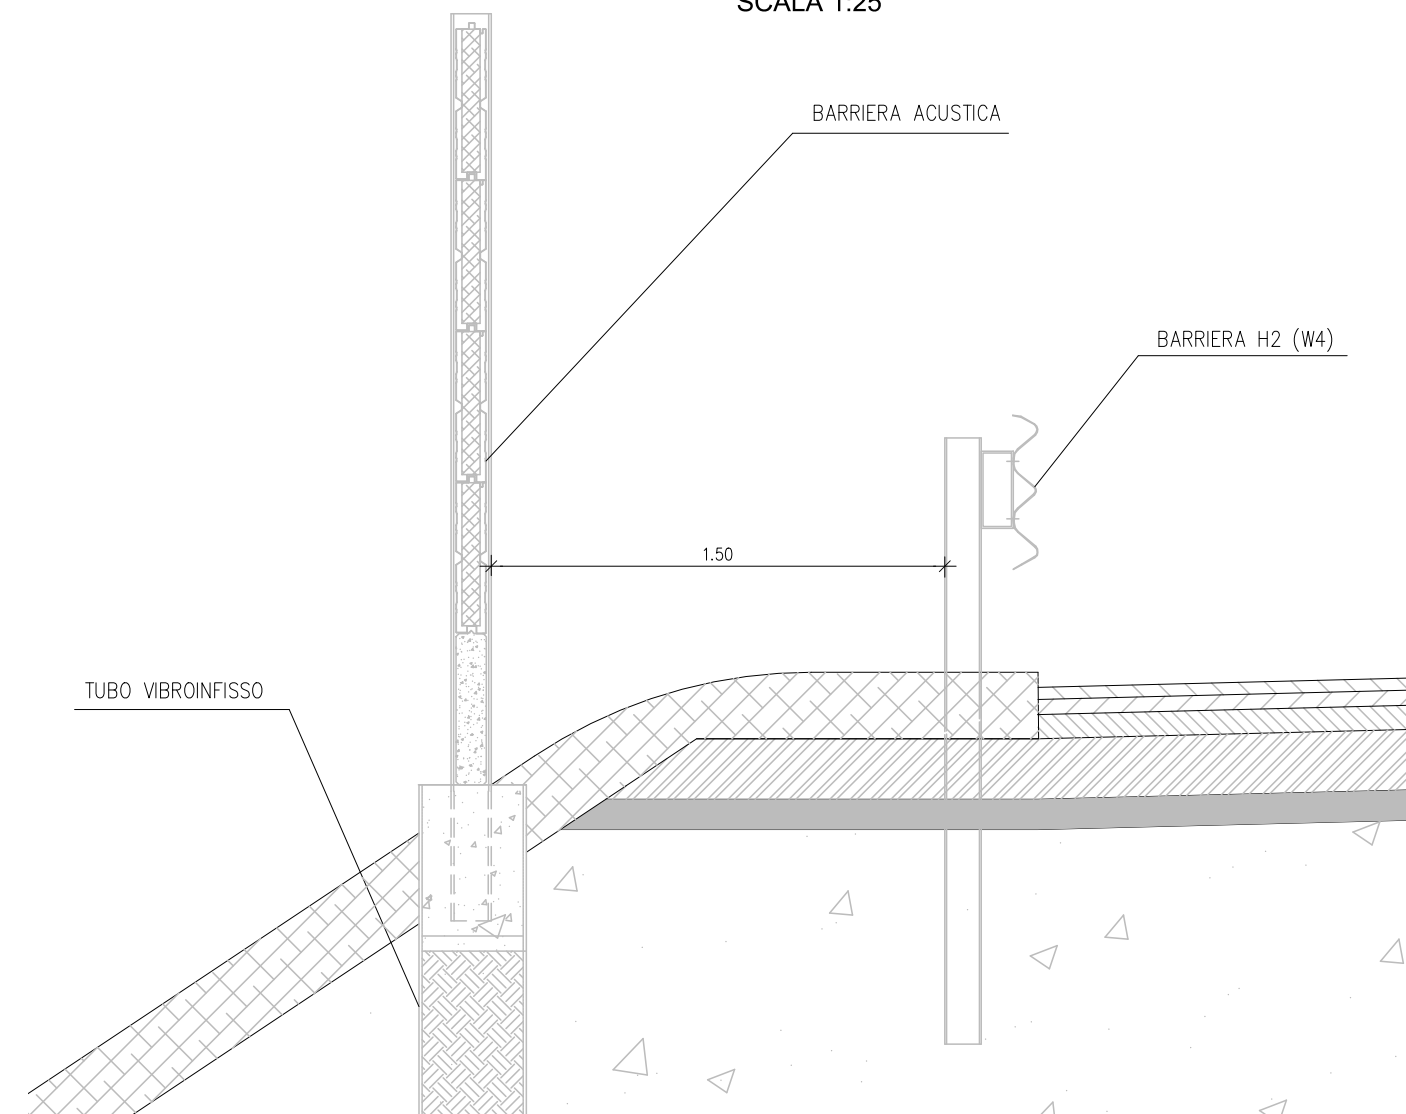 SCALA 1:25
BARRIERA ACUSTICA
BARRIERA H2 (W4)
1.50
TUBO VIBROINFISSO